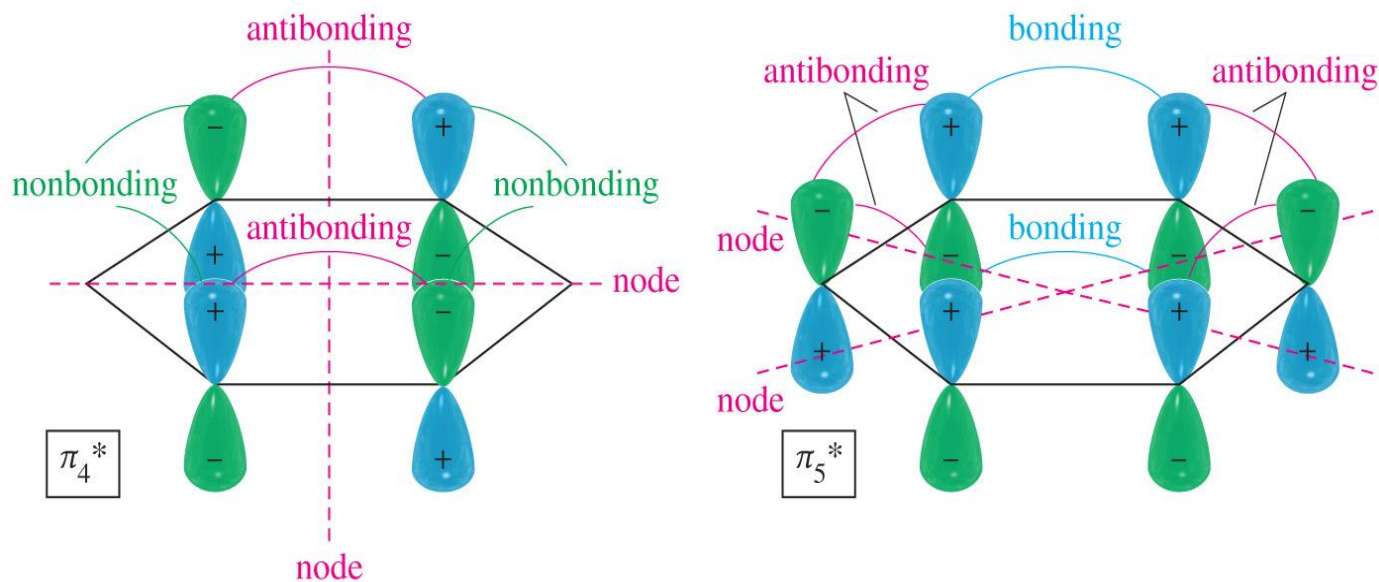 antibonding
−
+
nonbonding
nonbonding
antibonding
+
−
node
+
−
π4*
−
+
node
bonding
antibonding
antibonding
+
+
−
−
node
bonding
−
−
+
+
+
+
node
π5*
−
−